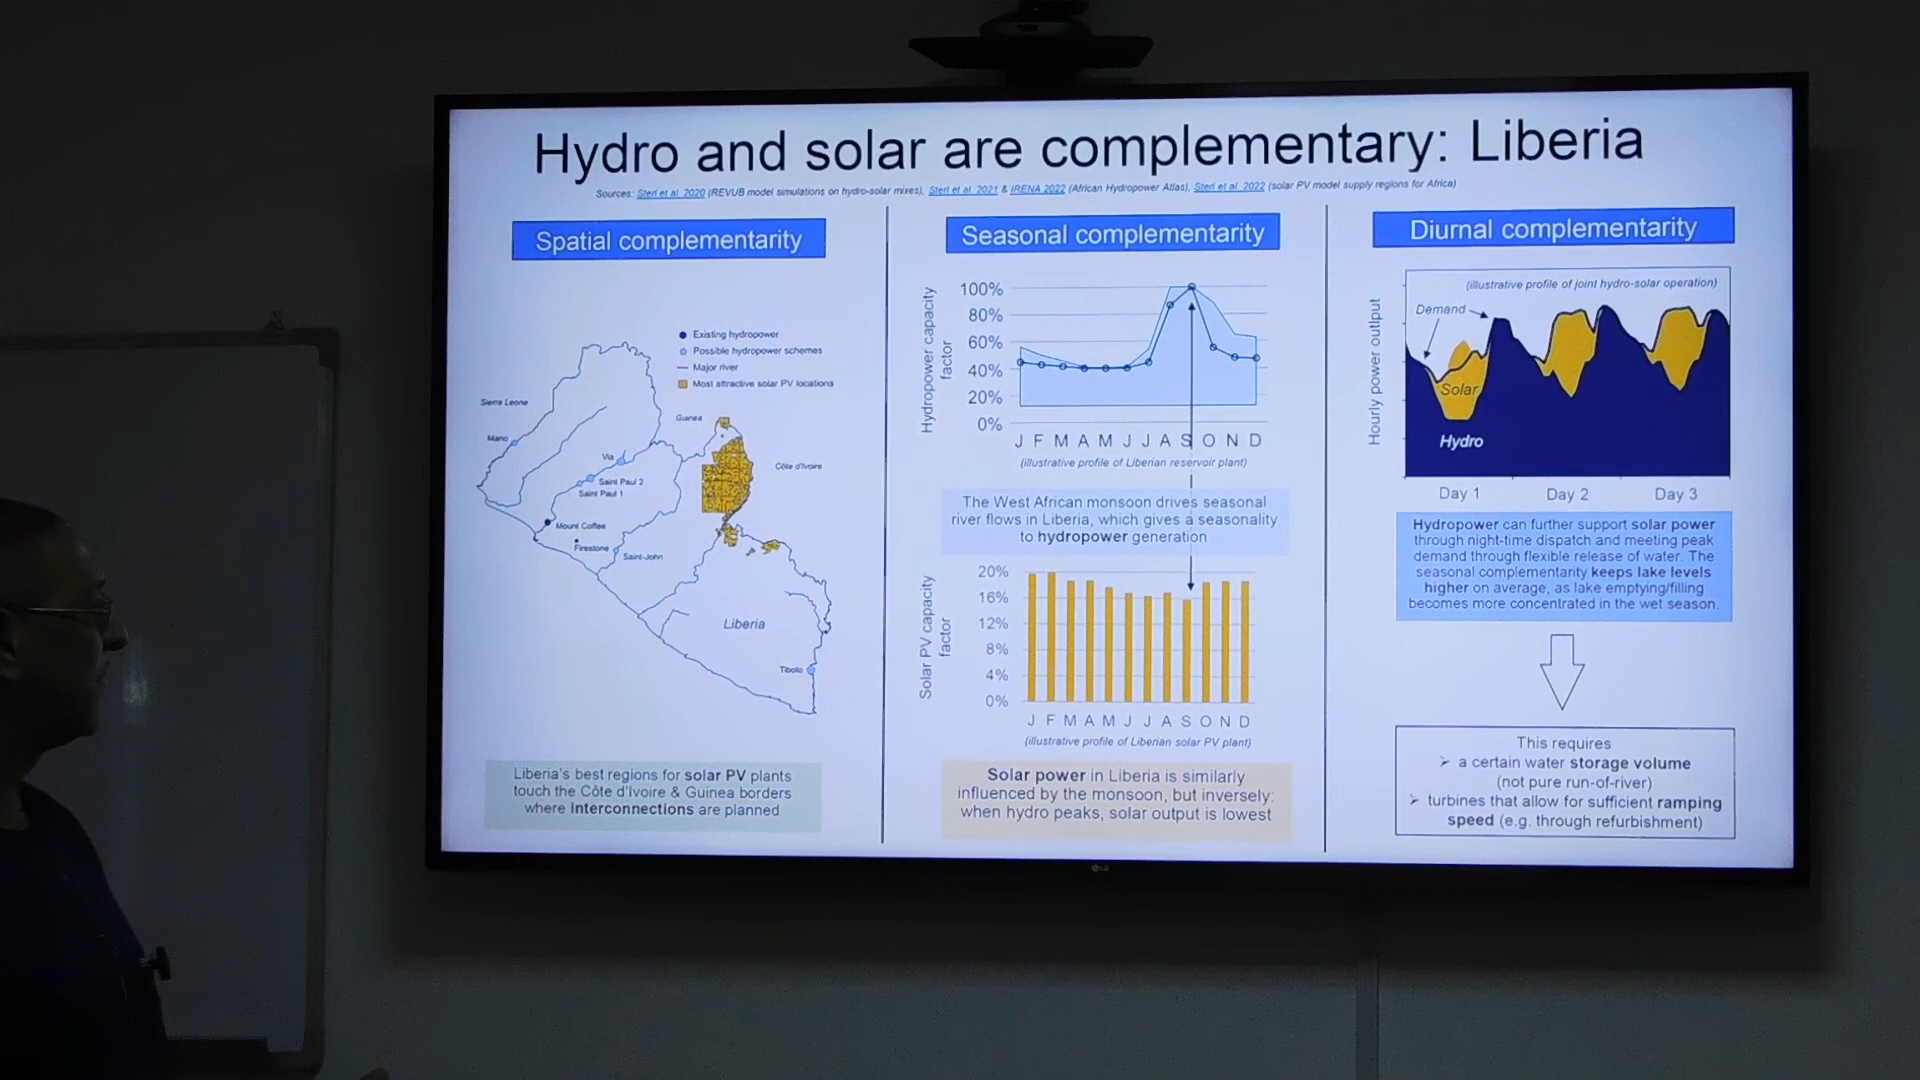 Hydro and solar are complementary: Liberia
Sources: Sterl et al. 2020 (REVUB model simulations on hydro-solar mixes), Sterl et al. 2021 & IRENA 2022 (African Hydropower Atlas), Sterl et al. 2022 (solar PV model supply regions for Africa)
Spatial complementarity
Existing hydropower
Possible hydropower schemes
Major river
Most attractive solar PV locations
Sierra Leone
Guinea
Mano
Via
Côte d'Ivoire
Saint Paul 2
Saint Paul 1
Mount Coffee
Firestone
Saint-John
Liberia
Tiboto
Liberia's best regions for solar PV plants
touch the Côte d'Ivoire & Guinea borders
where interconnections are planned
Seasonal complementarity
Hydropower capacity
factor
100%
80%
60%
40%
20%
0%
J F M A M J J A S O N D
(illustrative profile of Liberian reservoir plant)
The West African monsoon drives seasonal
river flows in Liberia, which gives a seasonality
to hydropower generation
Solar PV capacity
factor
20%
16%
12%
8%
4%
0%
J F M A M J J A S O N D
(illustrative profile of Liberian solar PV plant)
Solar power in Liberia is similarly
influenced by the monsoon, but inversely:
when hydro peaks, solar output is lowest
Diurnal complementarity
Hourly power outlput
(illustrative profile of joint hydro-solar operation)
Demand
Solar
Hydro
Day 1 Day 2 Day 3
Hydropower can further support solar power
through night-time dispatch and meeting peak
demand through flexible release of water. The
seasonal complementarity keeps lake levels
higher on average, as lake emptying/filling
becomes more concentrated in the wet season.
This requires
➢ a certain water storage volume
(not pure run-of-river)
➢ turbines that allow for sufficient ramping
speed (e.g. through refurbishment)
LG